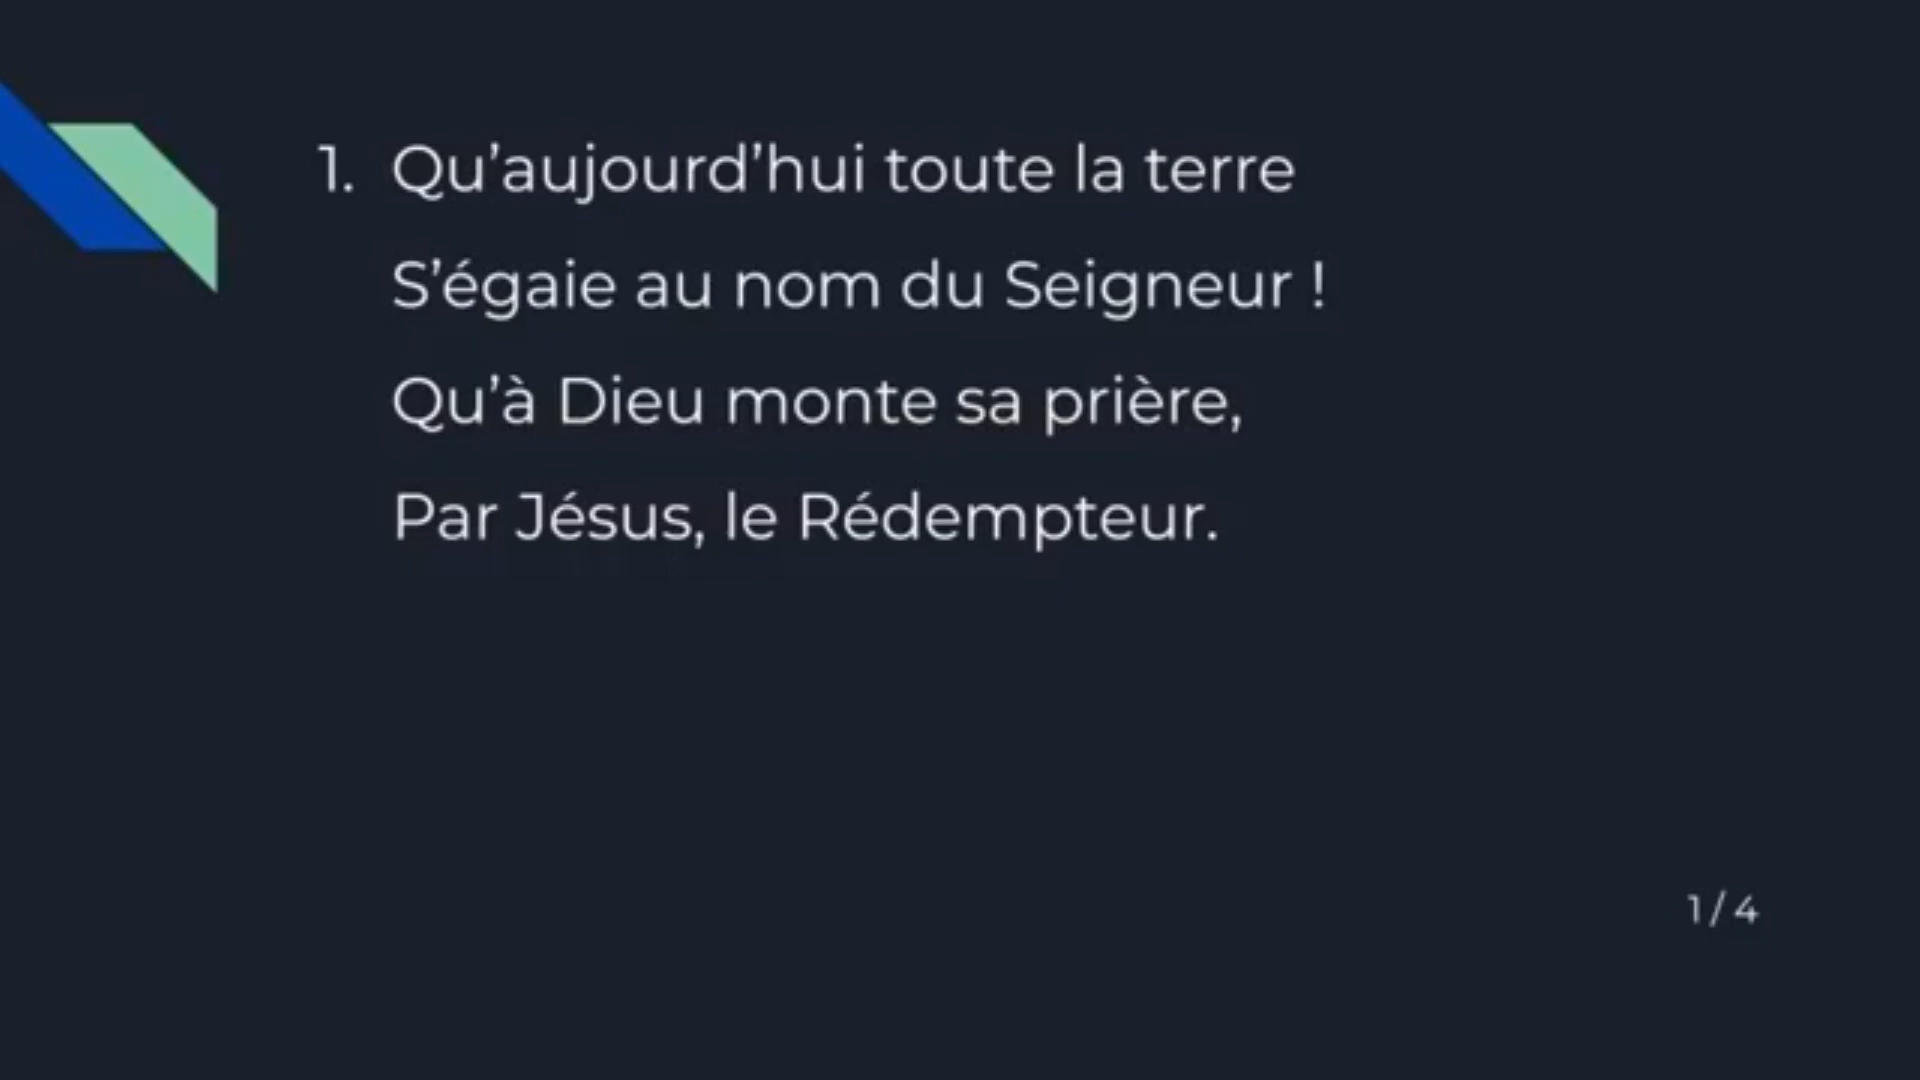 1. Qu’aujourd’hui toute la terre
S’égaie au nom du Seigneur !
Qu’à Dieu monte sa prière,
Par Jésus, le Rédempteur.
1 / 4